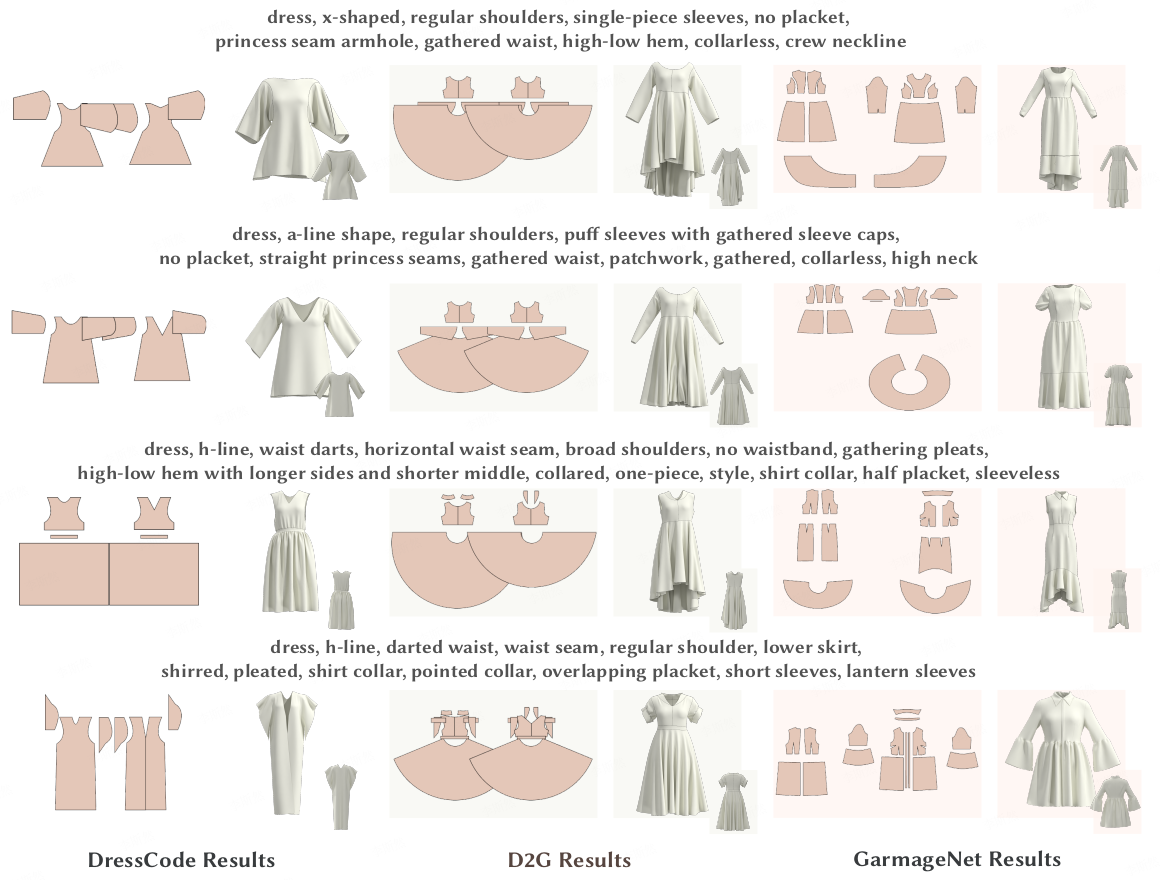 dress, x-shaped, regular shoulders, single-piece sleeves, no placket,
princess seam armhole, gathered waist, high-low hem, collarless, crew neckline
dress, a-line shape, regular shoulders, puff sleeves with gathered sleeve caps,
no placket, straight princess seams, gathered waist, patchwork, gathered, collarless, high neck
dress, h-line, waist darts, horizontal waist seam, broad shoulders, no waistband, gathering pleats,
high-low hem with longer sides and shorter middle, collared, one-piece, style, shirt collar, half placket, sleeveless
dress, h-line, darted waist, waist seam, regular shoulder, lower skirt,
shirred, pleated, shirt collar, pointed collar, overlapping placket, short sleeves, lantern sleeves
DressCode Results
D2G Results
GarmageNet Results